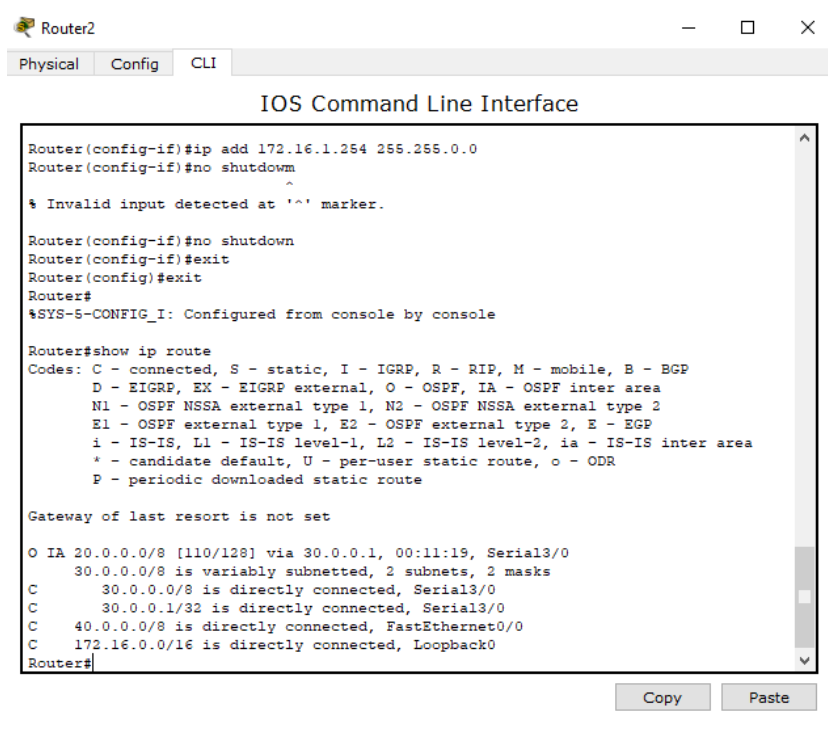 Router2
Physical Config CLI
IOS Command Line Interface
Router(config-if)#ip add 172.16.1.254 255.255.0.0
Router(config-if)#no shutdowm
^
% Invalid input detected at '^' marker.
Router(config-if)#no shutdown
Router(config-if)#exit
Router(config)#exit
Router#
%SYS-5-CONFIG_I: Configured from console by console
Router#show ip route
Codes: C - connected, S - static, I - IGRP, R - RIP, M - mobile, B - BGP
D - EIGRP, EX - EIGRP external, O - OSPF, IA - OSPF inter area
N1 - OSPF NSSA external type 1, N2 - OSPF NSSA external type 2
E1 - OSPF external type 1, E2 - OSPF external type 2, E - EGP
i - IS-IS, L1 - IS-IS level-1, L2 - IS-IS level-2, ia - IS-IS inter area
* - candidate default, U - per-user static route, o - ODR
P - periodic downloaded static route
Gateway of last resort is not set
O IA 20.0.0.0/8 [110/128] via 30.0.0.1, 00:11:19, Serial3/0
30.0.0.0/8 is variably subnetted, 2 subnets, 2 masks
C 30.0.0.0/8 is directly connected, Serial3/0
C 30.0.0.1/32 is directly connected, Serial3/0
C 40.0.0.0/8 is directly connected, FastEthernet0/0
C 172.16.0.0/16 is directly connected, Loopback0
Router#
Copy Paste